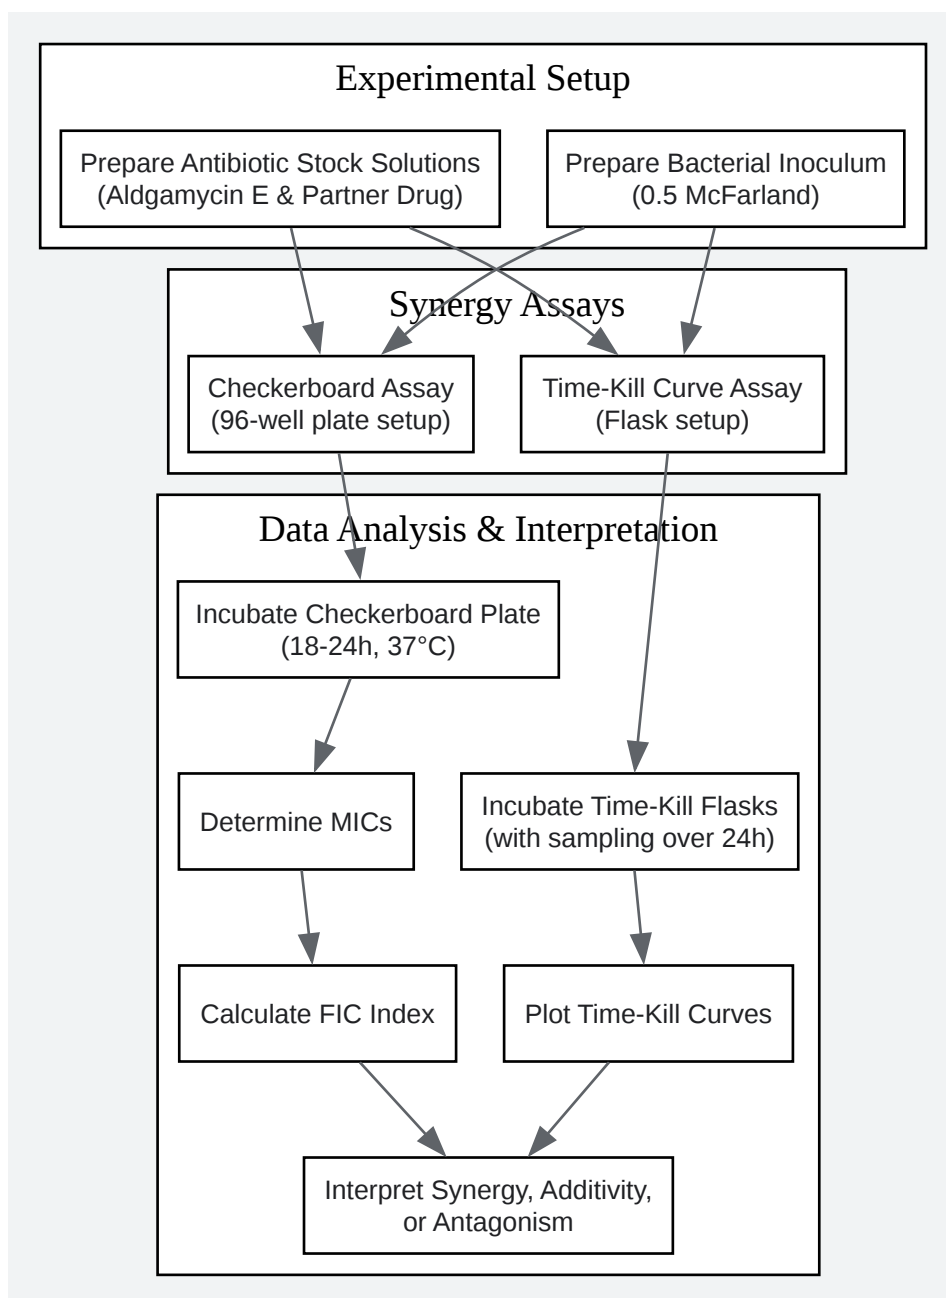 Experimental Setup
Prepare Antibiotic Stock Solutions
(Aldgamycin E & Partner Drug)
Prepare Bacterial Inoculum
(0.5 McFarland)
Synergy Assays
Checkerboard Assay
(96-well plate setup)
Time-Kill Curve Assay
(Flask setup)
Data Analysis & Interpretation
Incubate Checkerboard Plate
(18-24h, 37°C)
Determine MICs
Incubate Time-Kill Flasks
(with sampling over 24h)
Calculate FIC Index
Plot Time-Kill Curves
Interpret Synergy, Additivity,
or Antagonism